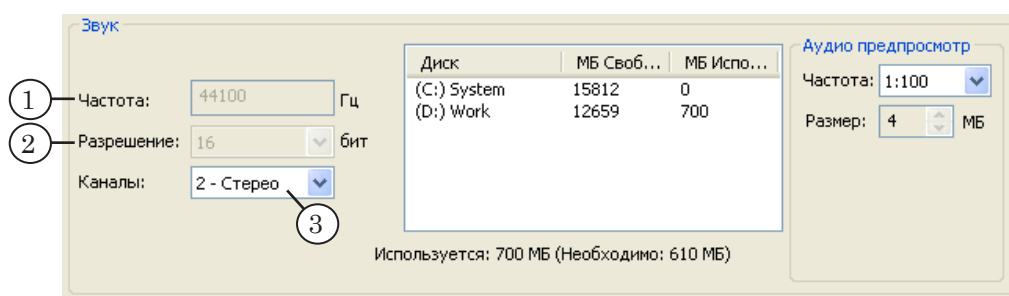 Звук
Диск МБ Своб... МБ Испо...
(C:) System 15812 0
(D:) Work 12659 700
1 Частота: 44100 Гц
2 Разрешение: 16 бит
Каналы: 2 - Стерео
3
Используется: 700 МБ (Необходимо: 610 МБ)
Аудио предпросмотр
Частота: 1:100
Размер: 4 МБ